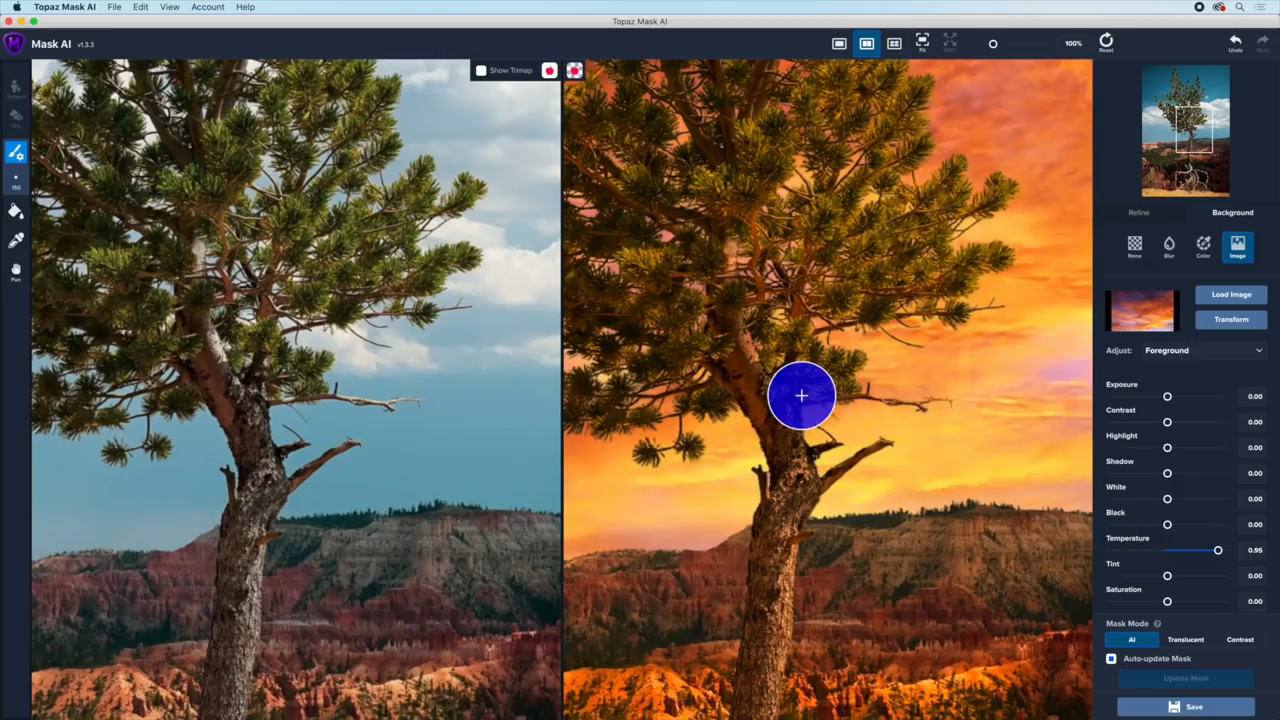 Topaz Mask AI File Edit View Account Help
Topaz Mask AI
Mask AI v1.3.3
Fit
100%
Reset
Undo
Show Trimap
150
Pan
Refine Background
None Blur Color Image
Load Image
Transform
Adjust: Foreground
Exposure 0.00
Contrast 0.00
Highlight 0.00
Shadow 0.00
White 0.00
Black 0.00
Temperature 0.95
Tint 0.00
Saturation 0.00
Mask Mode ?
AI Translucent Contrast
Auto-update Mask
Update Mask
Save